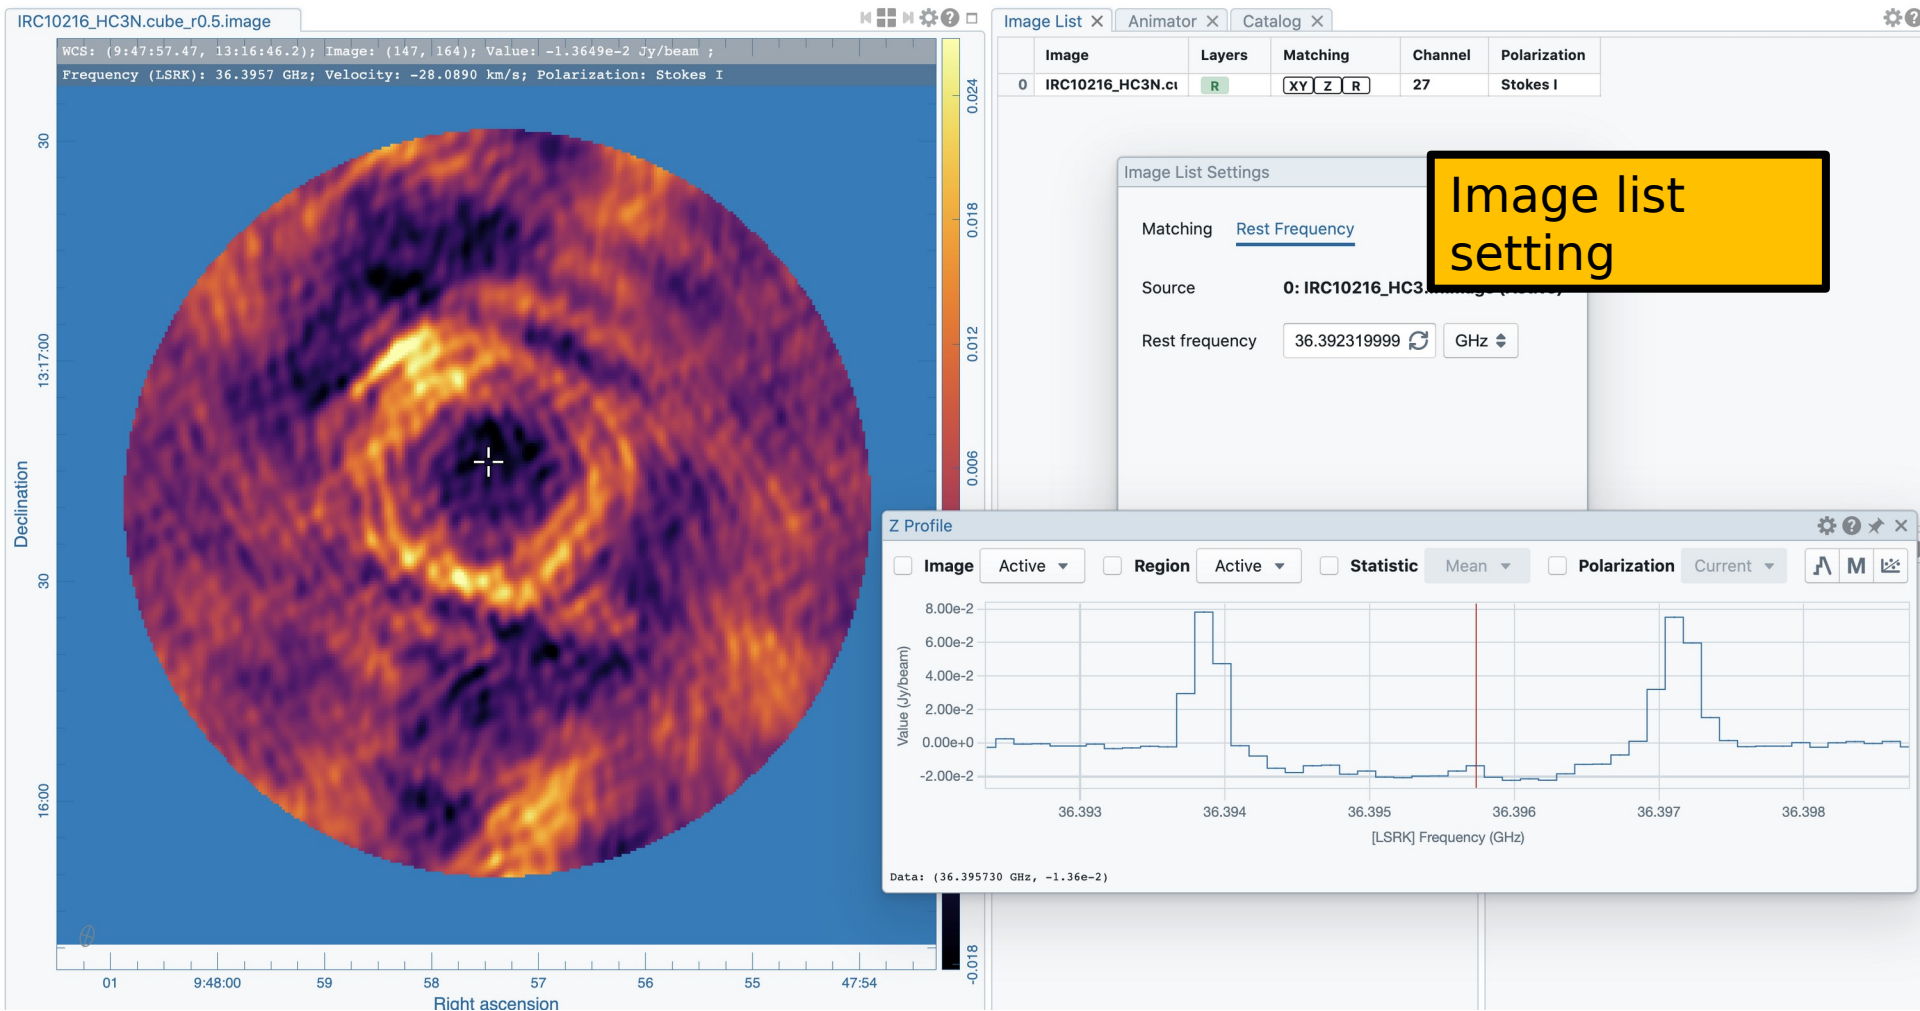 IRC10216_HC3N.cube_r0.5.image
WCS: (9:47:57.47, 13:16:46.2); Image: (147, 164); Value: -1.3649e-2 Jy/beam ;
Frequency (LSRK): 36.3957 GHz; Velocity: -28.0890 km/s; Polarization: Stokes I
30
13:17:00
30
16:00
Declination
01 9:48:00 59 58 57 56 55 47:54
Right ascension
0.024
0.018
0.012
0.006
-0.018
Image List Animator Catalog
Image Layers Matching Channel Polarization
0 IRC10216_HC3N.cu R XY Z R 27 Stokes I
Image List Settings
Image list
setting
Matching Rest Frequency
Source 0: IRC10216_HC3
Rest frequency 36.392319999 GHz
Z Profile
Image Active Region Active Statistic Mean Polarization Current M
8.00e-2
6.00e-2
4.00e-2
2.00e-2
0.00e+0
-2.00e-2
Value (Jy/beam)
36.393 36.394 36.395 36.396 36.397 36.398
[LSRK] Frequency (GHz)
Data: (36.395730 GHz, -1.36e-2)